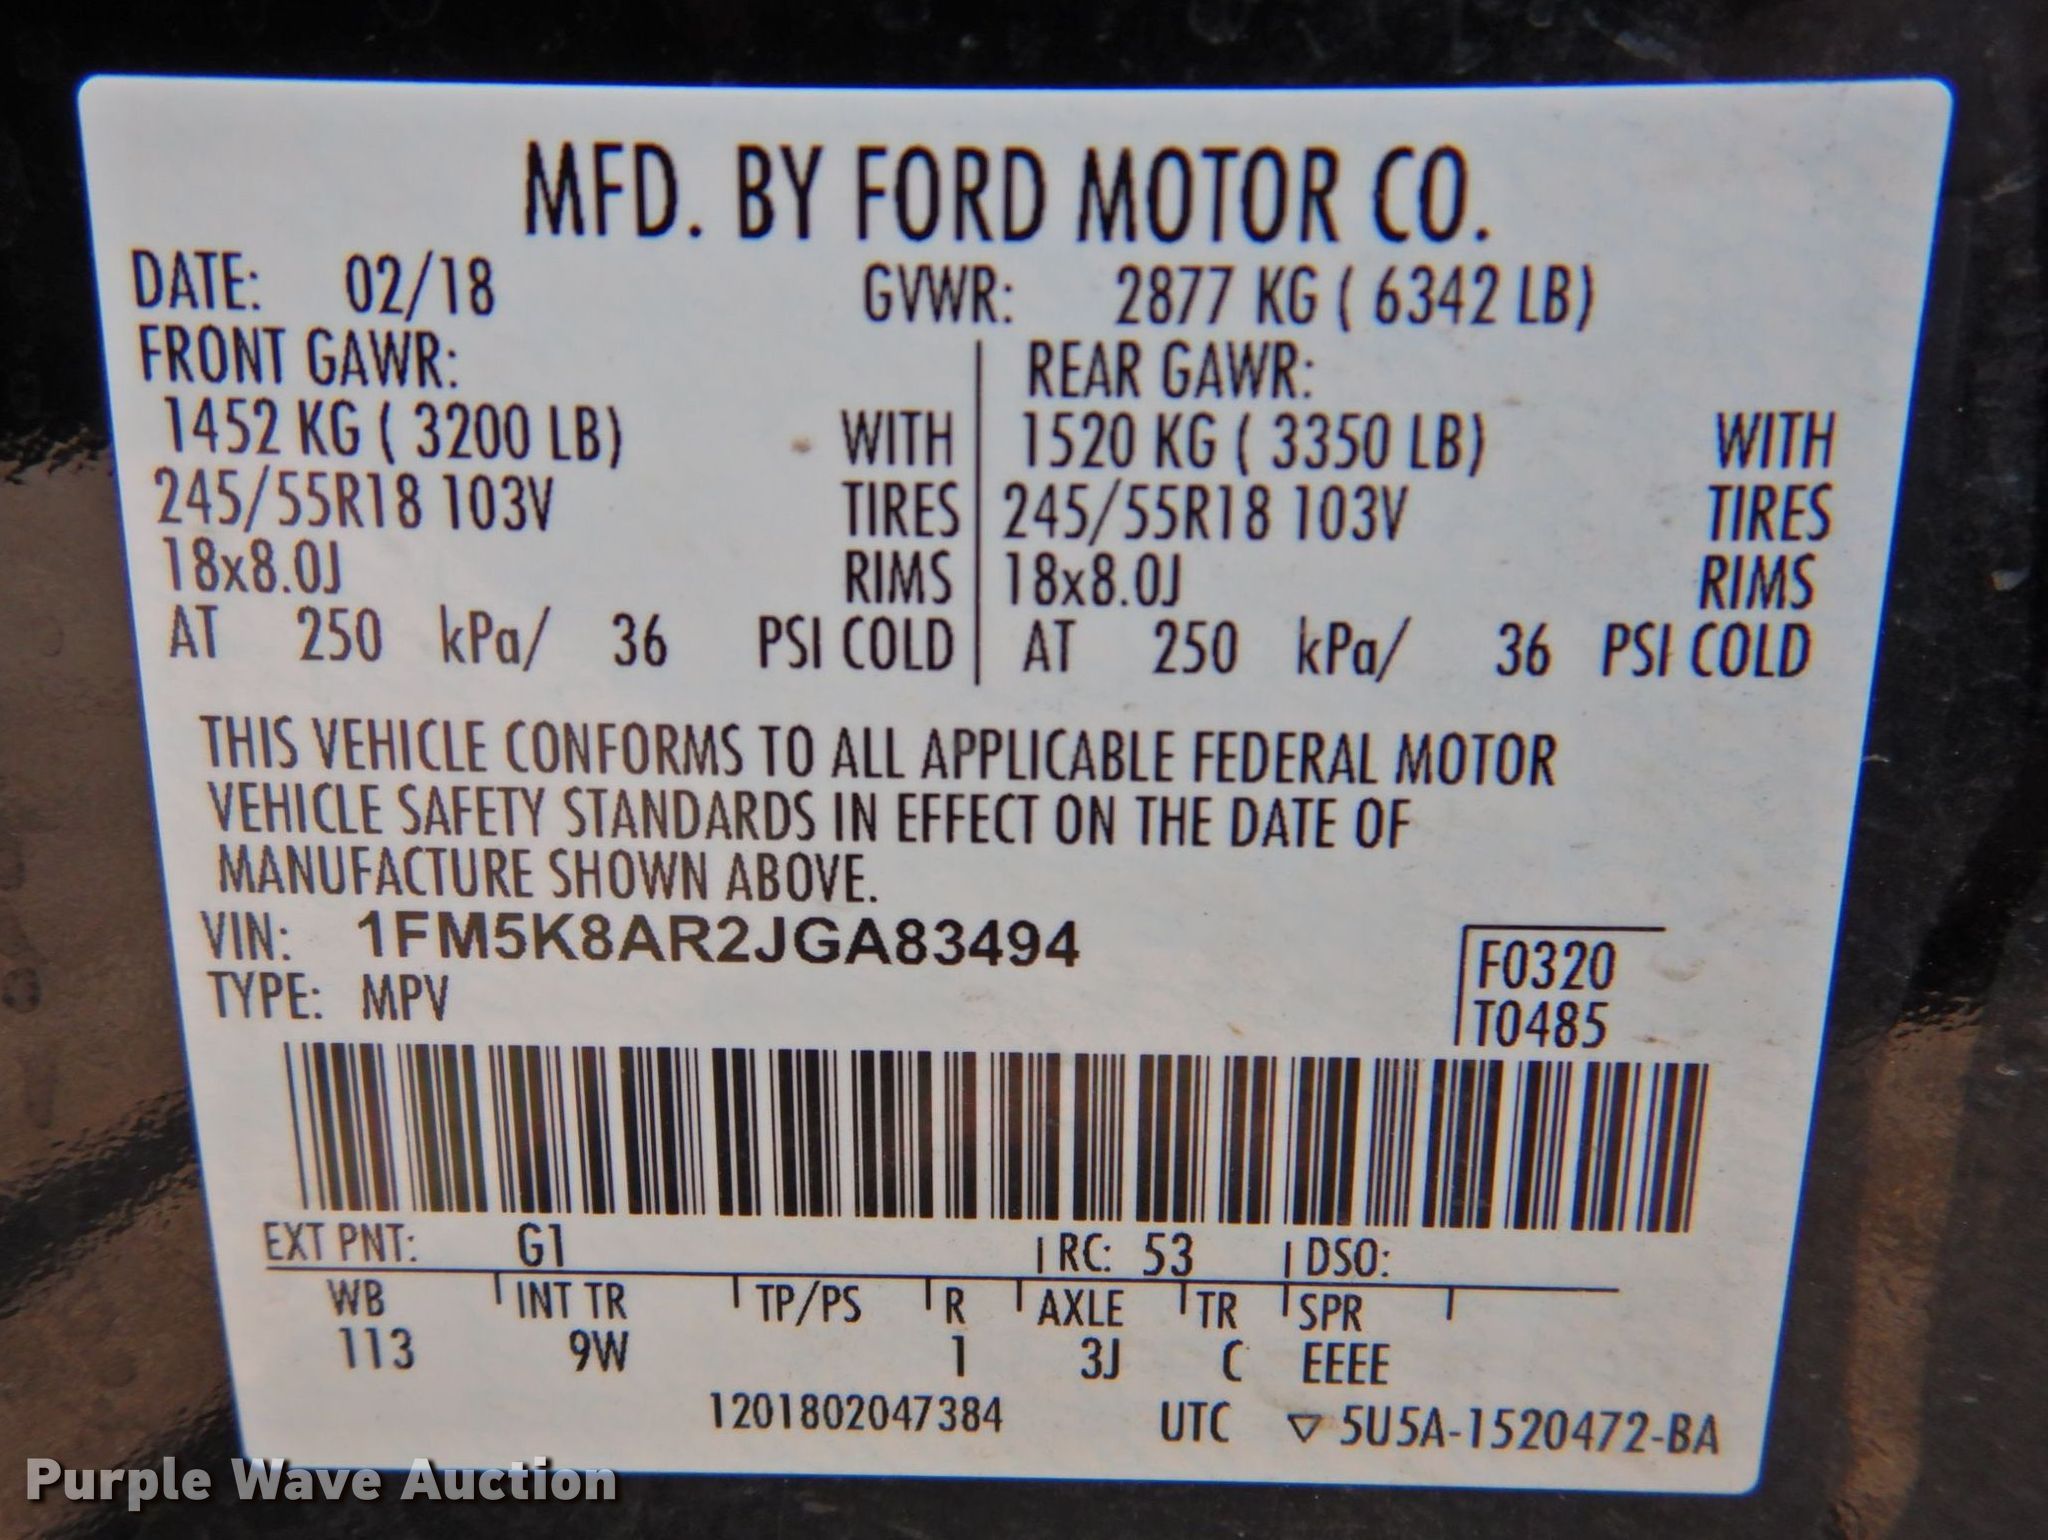 MFD. BY FORD MOTOR CO.
DATE: 02/18 GVWR: 2877 KG ( 6342 LB)
FRONT GAWR: REAR GAWR:
1452 KG ( 3200 LB) WITH 1520 KG ( 3350 LB) WITH
245/55R18 103V TIRES 245/55R18 103V TIRES
18x8.0J RIMS 18x8.0J RIMS
AT 250 kPa/ 36 PSI COLD AT 250 kPa/ 36 PSI COLD
THIS VEHICLE CONFORMS TO ALL APPLICABLE FEDERAL MOTOR
VEHICLE SAFETY STANDARDS IN EFFECT ON THE DATE OF
MANUFACTURE SHOWN ABOVE.
VIN: 1FM5K8AR2JGA83494
TYPE: MPV
F0320
T0485
EXT PNT: G1 RC: 53 DSO:
WB INT TR TP/PS R AXLE TR SPR
113 9W 1 3J C EEEE
1201802047384 UTC ▽ 5U5A-1520472-BA
Purple Wave Auction